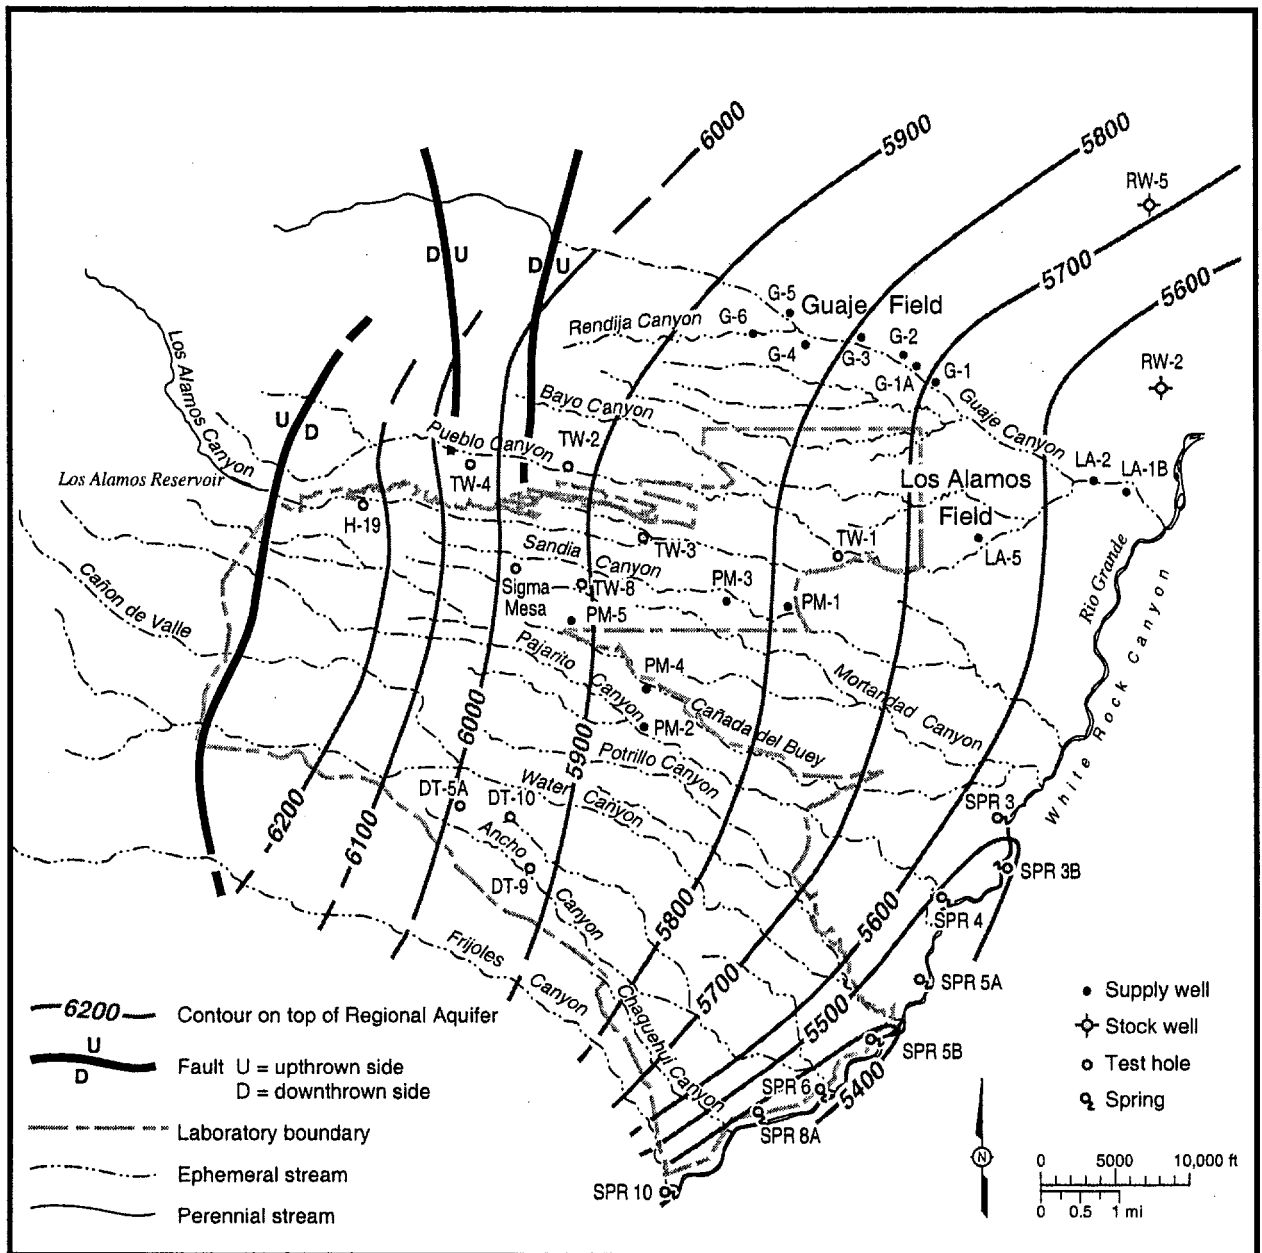 6000
5900
5800
RW-5
D U
D U
5700
5600
G-5
Guaje Field
Rendija Canyon
G-6
G-4
G-3
G-2
G-1
G-1A
RW-2
Los Alamos Canyon
Bayo Canyon
Guaje Canyon
U
D
Pueblo Canyon
TW-2
TW-4
Los Alamos Reservoir
LA-2
LA-1B
Los Alamos
Field
H-19
TW-3
TW-1
LA-5
Sandia Canyon
Rio Grande
White Rock Canyon
Sigma
Mesa
TW-8
PM-3
PM-1
PM-5
Cañon de Valle
Pajarito Canyon
PM-4
Mortandad Canyon
Cañada del Buey
PM-2
6000
5900
Potrillo Canyon
Water Canyon
DT-5A
DT-10
6200
6100
Ancho Canyon
DT-9
SPR 3
SPR 3B
SPR 4
5800
5600
Frijoles Canyon
5700
5500
SPR 5A
Chaquehui Canyon
SPR 5B
SPR 6
5400
SPR 8A
SPR 10
6200 Contour on top of Regional Aquifer
U
D
Fault U = upthrown side
D = downthrown side
Laboratory boundary
Ephemeral stream
Perennial stream
Supply well
Stock well
Test hole
Spring
N
0 5000 10,000 ft
0 0.5 1 mi